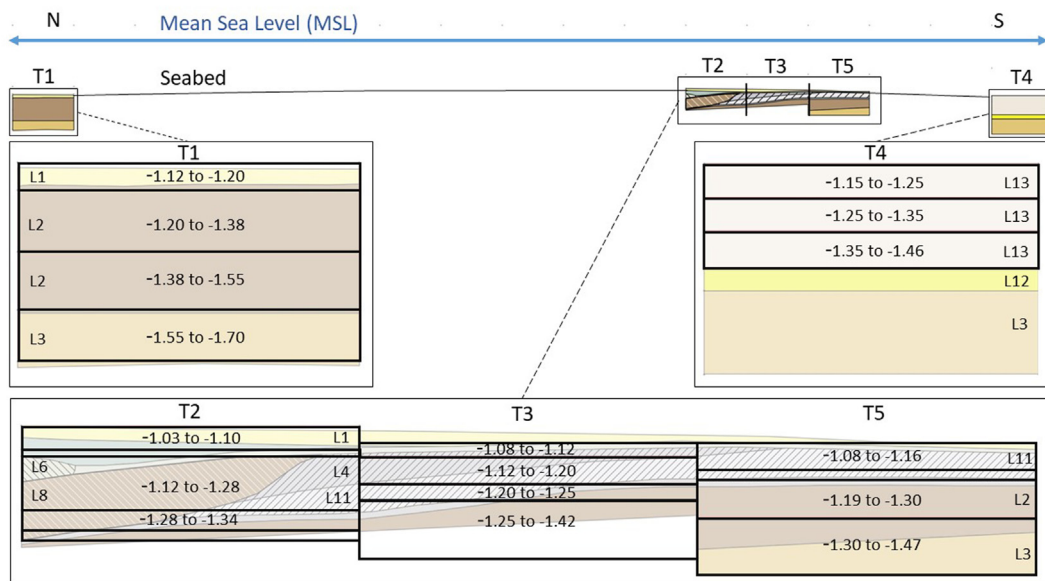 N
Mean Sea Level (MSL)
S
T1
Seabed
T2
T3
T5
T4
T1
L1
-1.12 to -1.20
L2
-1.20 to -1.38
L2
-1.38 to -1.55
L3
-1.55 to -1.70
T4
-1.15 to -1.25
L13
-1.25 to -1.35
L13
-1.35 to -1.46
L13
L12
L3
T2
-1.03 to -1.10
L1
L6
L8
-1.12 to -1.28
L4
L11
-1.28 to -1.34
T3
-1.08 to -1.12
-1.12 to -1.20
-1.20 to -1.25
-1.25 to -1.42
T5
-1.08 to -1.16
L11
-1.19 to -1.30
L2
-1.30 to -1.47
L3